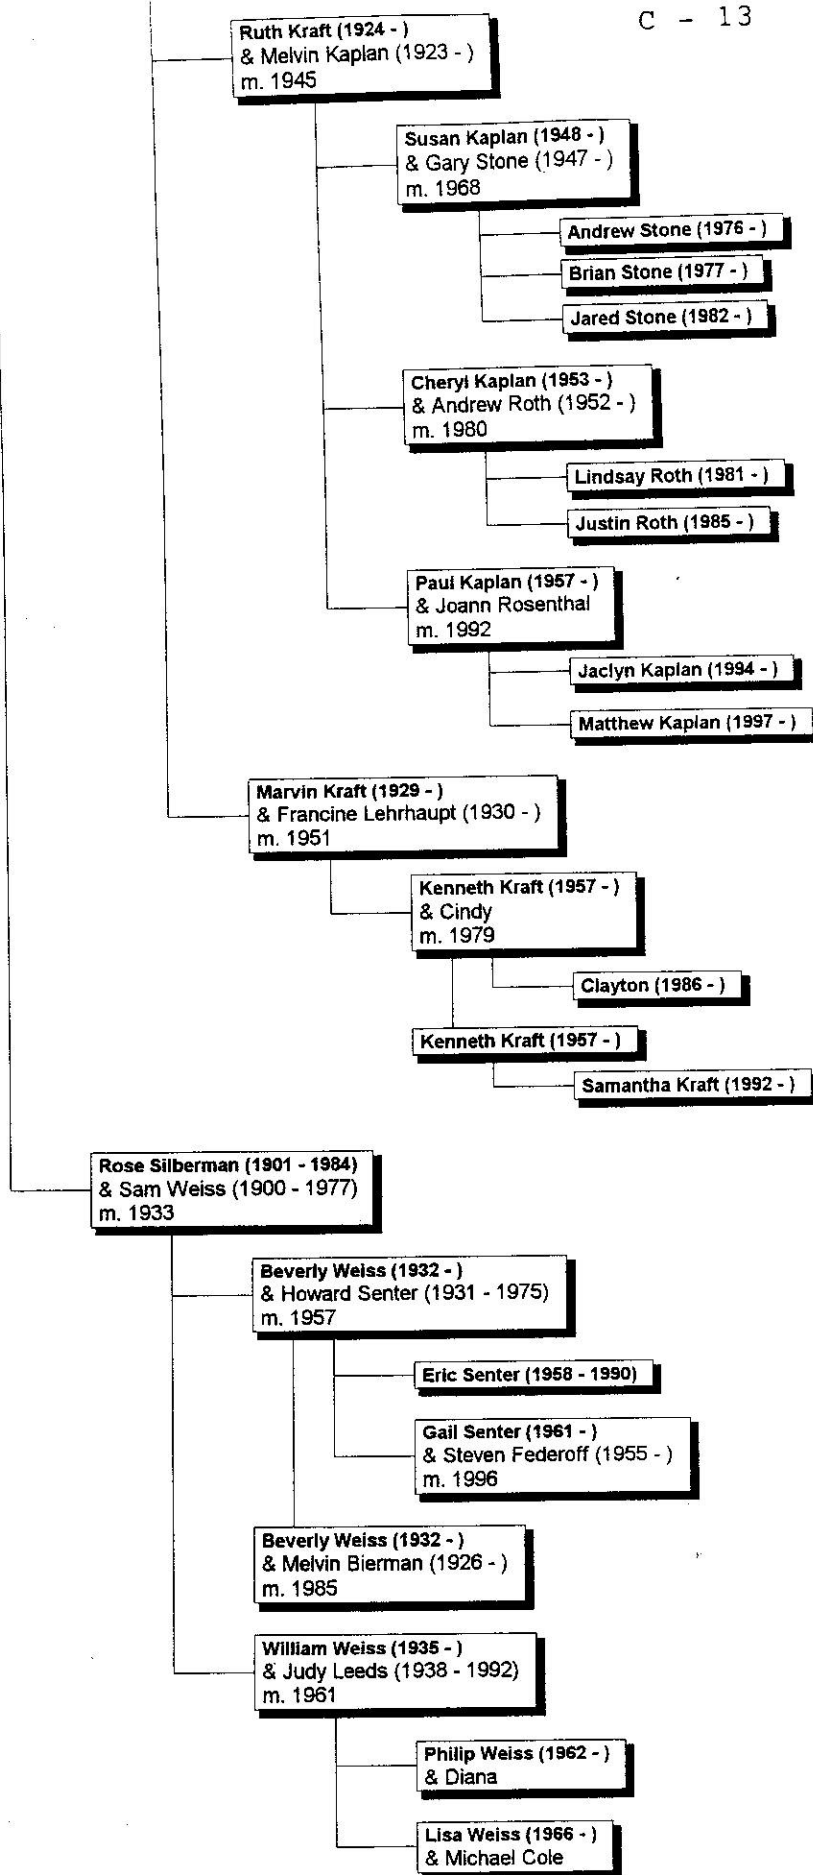 C - 13
Ruth Kraft (1924 - )
& Melvin Kaplan (1923 - )
m. 1945
Susan Kaplan (1948 - )
& Gary Stone (1947 - )
m. 1968
Andrew Stone (1976 - )
Brian Stone (1977 - )
Jared Stone (1982 - )
Cheryl Kaplan (1953 - )
& Andrew Roth (1952 - )
m. 1980
Lindsay Roth (1981 - )
Justin Roth (1985 - )
Paul Kaplan (1957 - )
& Joann Rosenthal
m. 1992
Jaclyn Kaplan (1994 - )
Matthew Kaplan (1997 - )
Marvin Kraft (1929 - )
& Francine Lehrhaupt (1930 - )
m. 1951
Kenneth Kraft (1957 - )
& Cindy
m. 1979
Clayton (1986 - )
Kenneth Kraft (1957 - )
Samantha Kraft (1992 - )
Rose Silberman (1901 - 1984)
& Sam Weiss (1900 - 1977)
m. 1933
Beverly Weiss (1932 - )
& Howard Senter (1931 - 1975)
m. 1957
Eric Senter (1958 - 1990)
Gail Senter (1961 - )
& Steven Federoff (1955 - )
m. 1996
Beverly Weiss (1932 - )
& Melvin Bierman (1926 - )
m. 1985
William Weiss (1935 - )
& Judy Leeds (1938 - 1992)
m. 1961
Philip Weiss (1962 - )
& Diana
Lisa Weiss (1966 - )
& Michael Cole